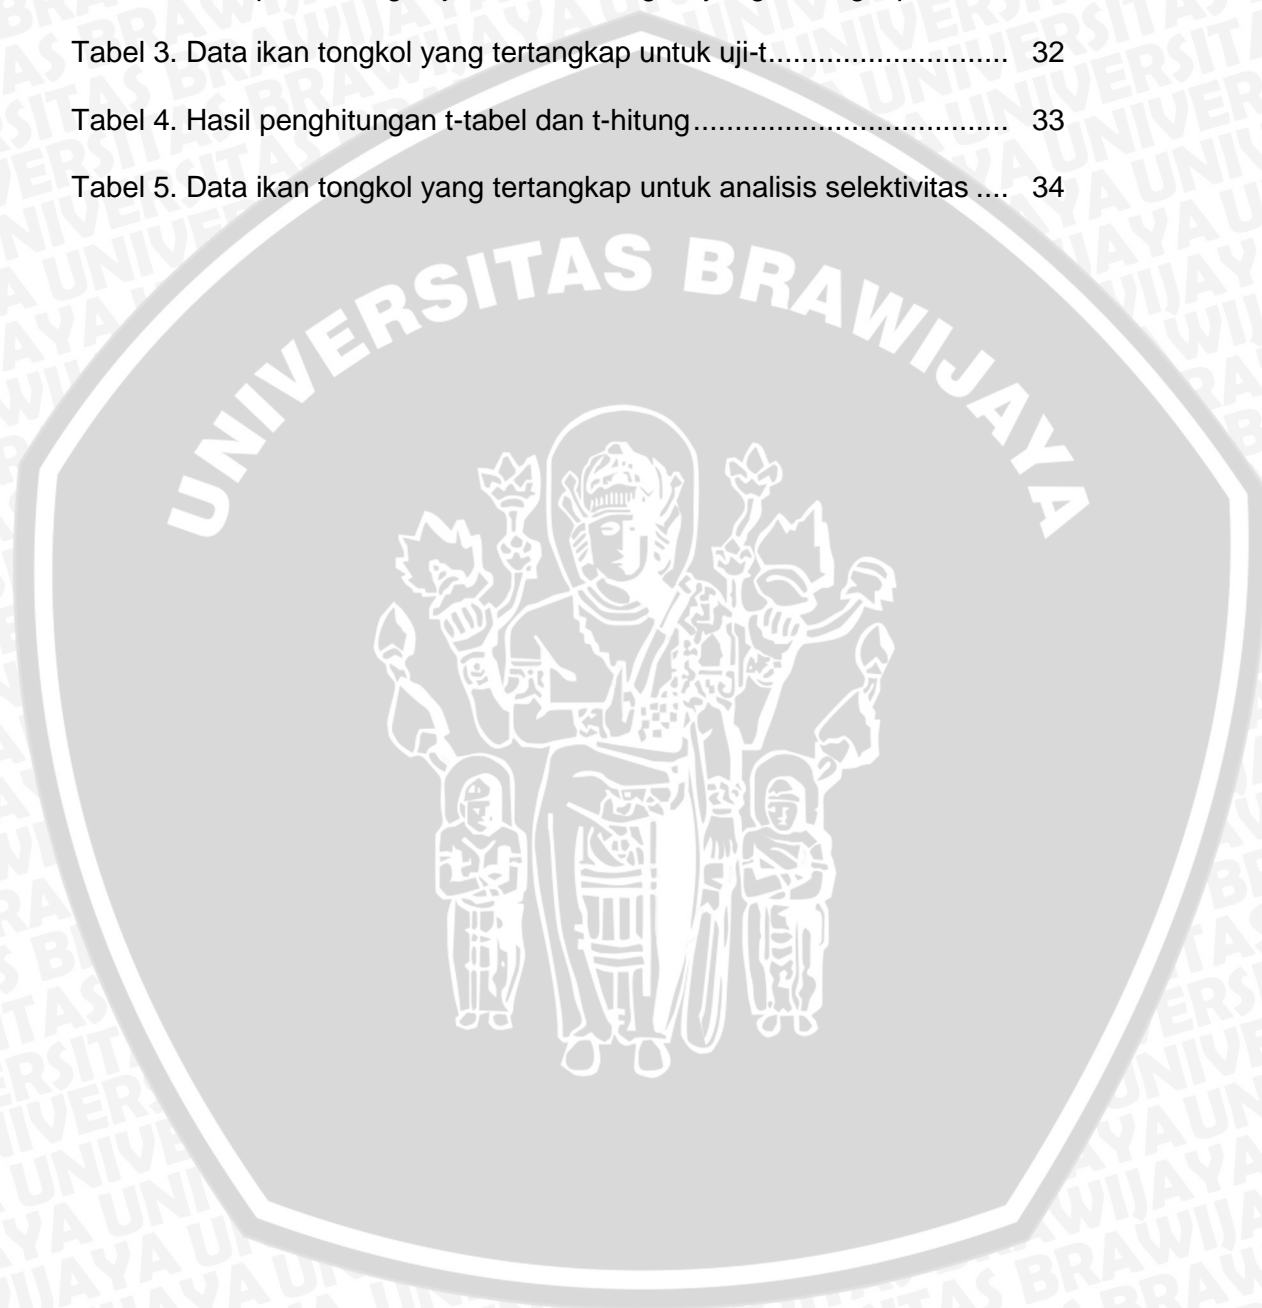 Tabel 3. Data ikan tongkol yang tertangkap untuk uji-t............................. 32
Tabel 4. Hasil penghitungan t-tabel dan t-hitung...................................... 33
Tabel 5. Data ikan tongkol yang tertangkap untuk analisis selektivitas .... 34
UNIVERSITAS BRAWIJAYA